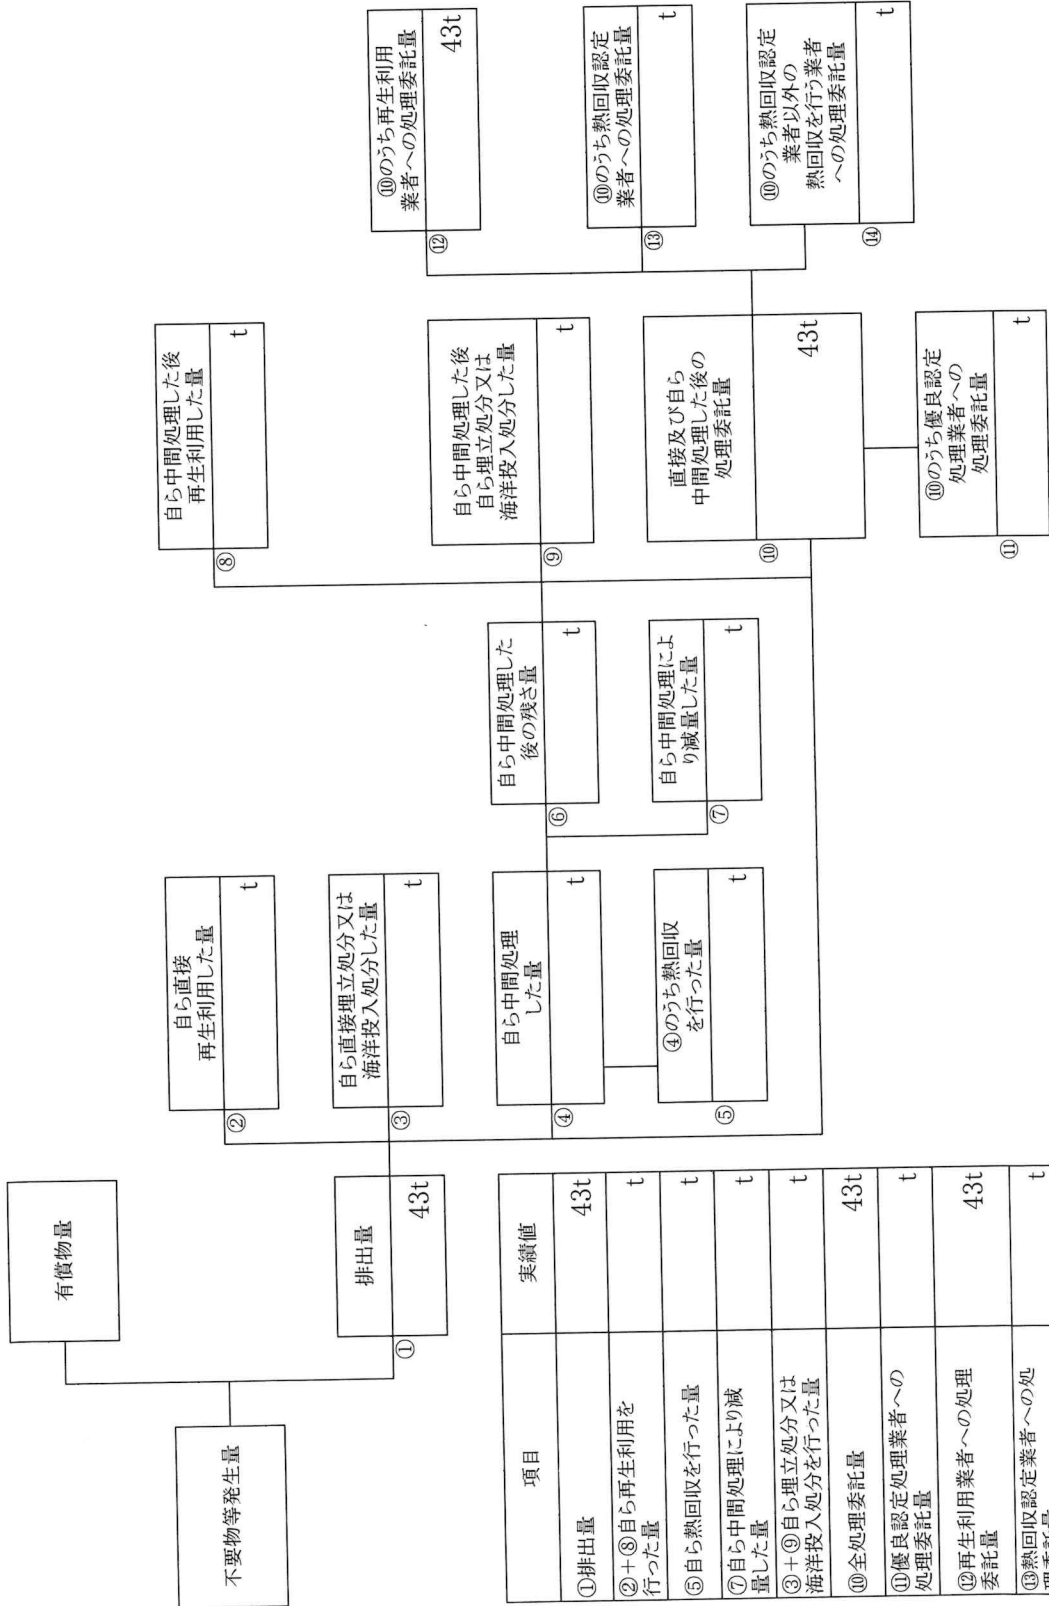 不要物等発生量
有償物量
①
排出量
43t
②
自ら直接
再生利用した量
t
③
自ら直接埋立処分又は
海洋投入処分した量
t
④
自ら中間処理
した量
t
⑤
④のうち熱回収
を行った量
t
⑥
自ら中間処理した
後の残さ量
t
⑦
自ら中間処理によ
り減量した量
t
⑧
自ら中間処理した後
再生利用した量
t
⑨
自ら中間処理した後
自ら埋立処分又は
海洋投入処分した量
t
⑩
直接及び自ら
中間処理した後の
処理委託量
43t
⑪
⑩のうち優良認定
処理業者への
処理委託量
t
⑫
⑩のうち再生利用
業者への処理委託量
43t
⑬
⑩のうち熱回収認定
業者への処理委託量
t
⑭
⑩のうち熱回収認定
業者以外の
熱回収を行う業者
への処理委託量
t
項目 実績値
①排出量 43t
②+⑧自ら再生利用を
行った量 t
⑤自ら熱回収を行った量 t
⑦自ら中間処理により減
量した量 t
③+⑨自ら埋立処分又は
海洋投入処分を行った量 t
⑩全処理委託量 43t
⑪優良認定処理業者への
処理委託量 t
⑫再生利用業者への処理
委託量 43t
⑬熱回収認定業者への処
理委託量 t